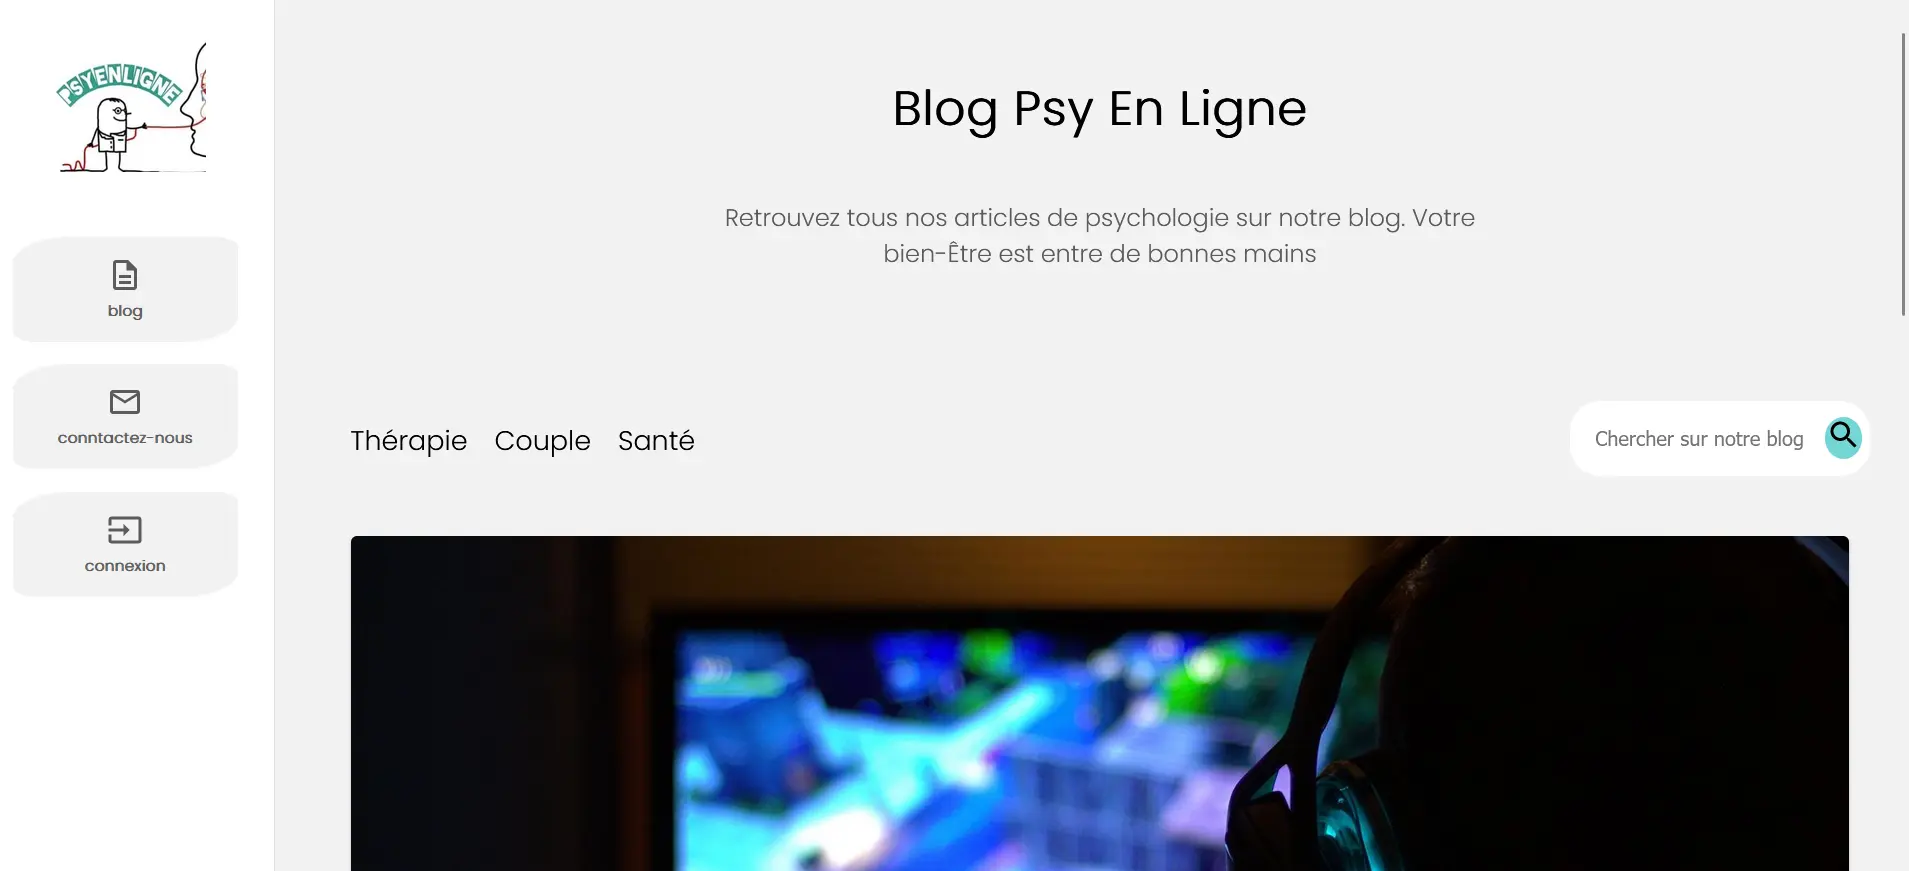 PSYENLIGNE
blog
conntactez-nous
connexion
Blog Psy En Ligne
Retrouvez tous nos articles de psychologie sur notre blog. Votre
bien-Être est entre de bonnes mains
Thérapie Couple Santé
Chercher sur notre blog